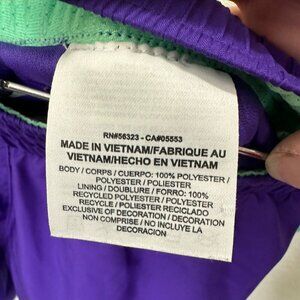 RN#56323 - CA#05553
MADE IN VIETNAM/FABRIQUE AU
VIETNAM/HECHO EN VIETNAM
BODY / CORPS / CUERPO: 100% POLYESTER /
POLYESTER / POLIESTER
LINING / DOUBLURE / FORRO: 100%
RECYCLED POLYESTER / POLYESTER
RECYCLE / POLIESTER RECICLADO
EXCLUSIVE OF DECORATION / DECORATION
NON COMPRISE / NO INCLUYE LA
DECORACION